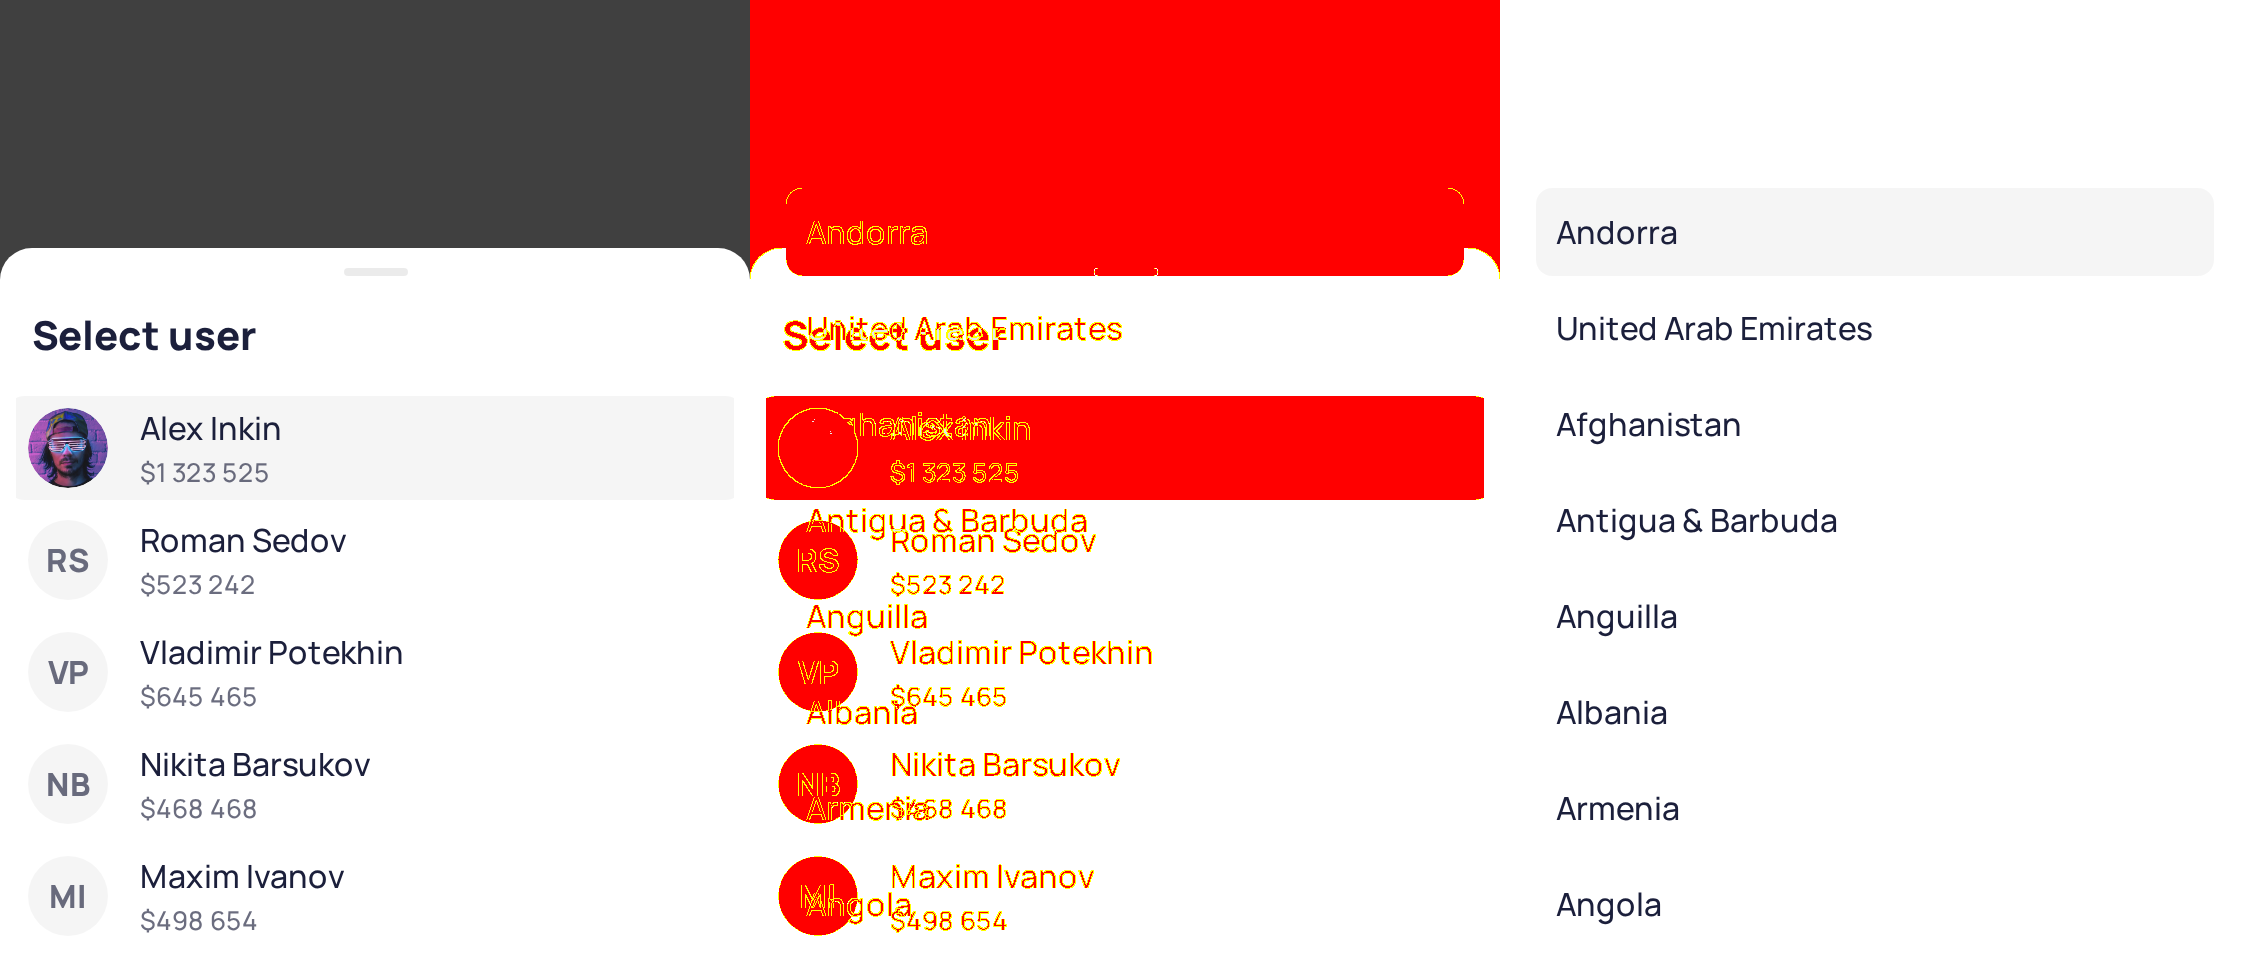 Select user
Alex Inkin
$1 323 525
RS
Roman Sedov
$523 242
VP
Vladimir Potekhin
$645 465
NB
Nikita Barsukov
$468 468
MI
Maxim Ivanov
$498 654
Andorra
United Arab Emirates
Select user
Afghanistan
Alex Inkin
$1 323 525
Antigua & Barbuda
RS
Roman Sedov
$523 242
Anguilla
VP
Vladimir Potekhin
$645 465
Albania
NB
Nikita Barsukov
$468 468
Armenia
MI
Maxim Ivanov
$498 654
Angola
Andorra
United Arab Emirates
Afghanistan
Antigua & Barbuda
Anguilla
Albania
Armenia
Angola